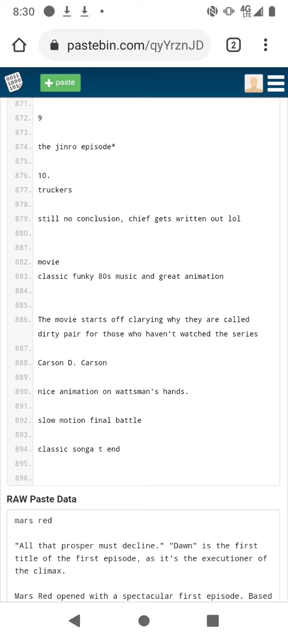 8:30
4G
LTE
pastebin.com/qyYrznJD
2
+ paste
871.
872. 9
873.
874. the jinro episode*
875.
876. 10.
877. truckers
878.
879. still no conclusion, chief gets written out lol
880.
881.
882. movie
883. classic funky 80s music and great animation
884.
885.
886. The movie starts off clarying why they are called
dirty pair for those who haven't watched the series
887.
888. Carson D. Carson
889.
890. nice animation on wattsman's hands.
891.
892. slow motion final battle
893.
894. classic songa t end
895.
896.
RAW Paste Data
mars red
"All that prosper must decline." "Dawn" is the first
title of the first episode, as it's the executioner of
the climax.
Mars Red opened with a spectacular first episode. Based